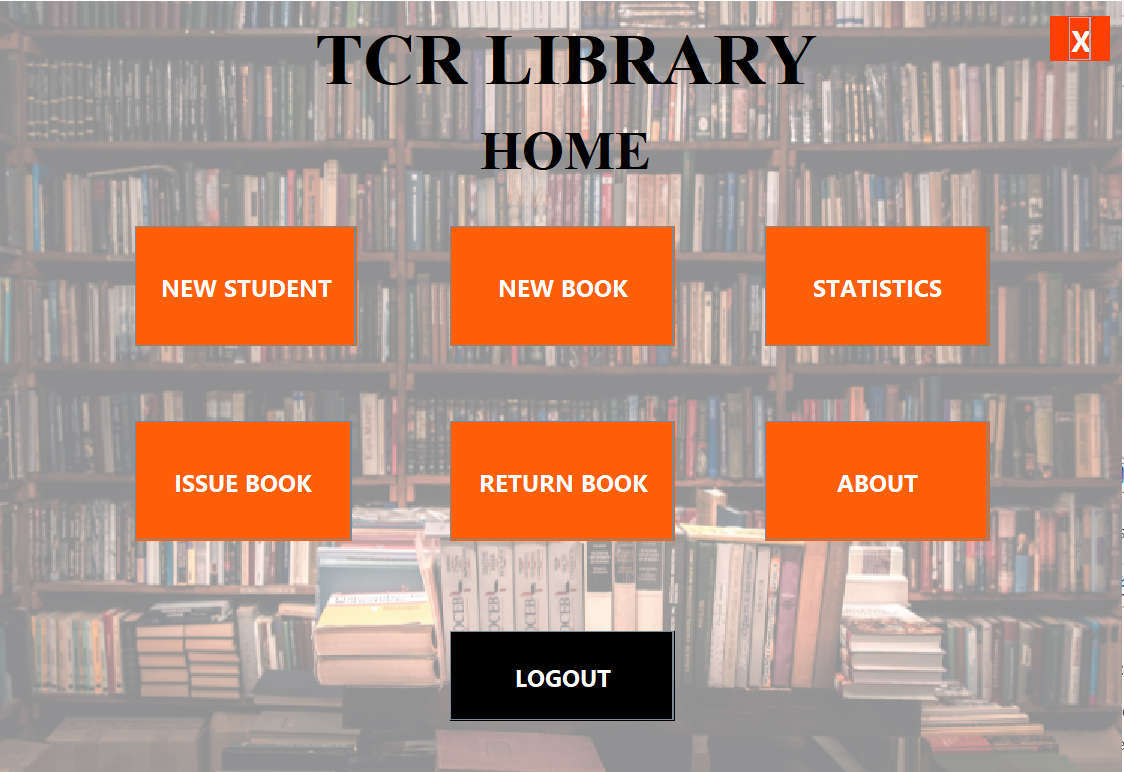 TCR LIBRARY
X
HOME
NEW STUDENT
NEW BOOK
STATISTICS
ISSUE BOOK
RETURN BOOK
ABOUT
LOGOUT